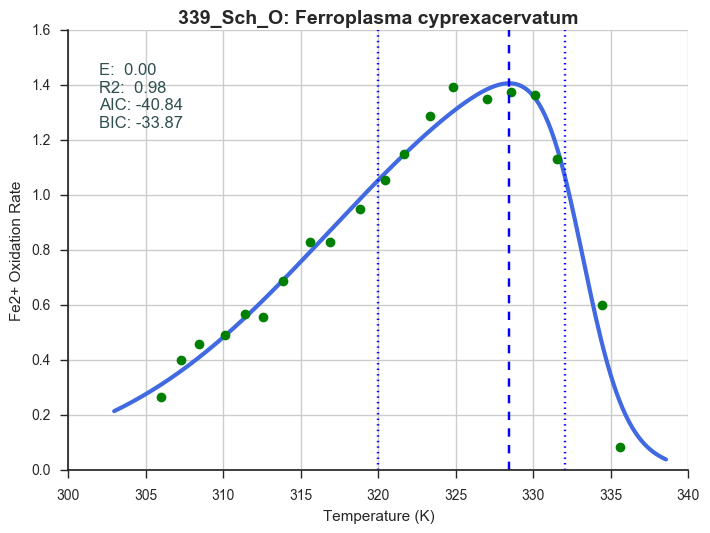 339_Sch_O: Ferroplasma cyprexacervatum
E:  0.00
R2:  0.98
AIC: -40.84
BIC: -33.87
Fe2+ Oxidation Rate
1.6
1.4
1.2
1.0
0.8
0.6
0.4
0.2
0.0
300 305 310 315 320 325 330 335 340
Temperature (K)